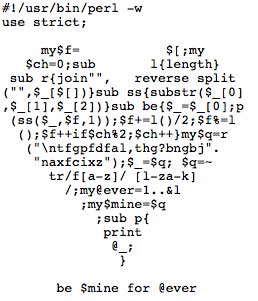 #!/usr/bin/perl -w
use strict;
my$f= $[;my
$ch=0;sub l{length}
sub r{join"", reverse split
("",$_[$[])}sub ss{substr($_[0]
,$_[1],$_[2])}sub be{$_=$_[0];p
(ss($_,$f,1));$f+=l()/2;$f%=l
();$f++if$ch%2;$ch++}my$q=r
("\ntfgpfdfal,thg?bngbj".
"naxfcixz");$_=$q; $q=~
tr/f[a-z]/ [l-za-k]
/;my@ever=1..&l
;my$mine=$q
;sub p{
print
@_;
}
be $mine for @ever